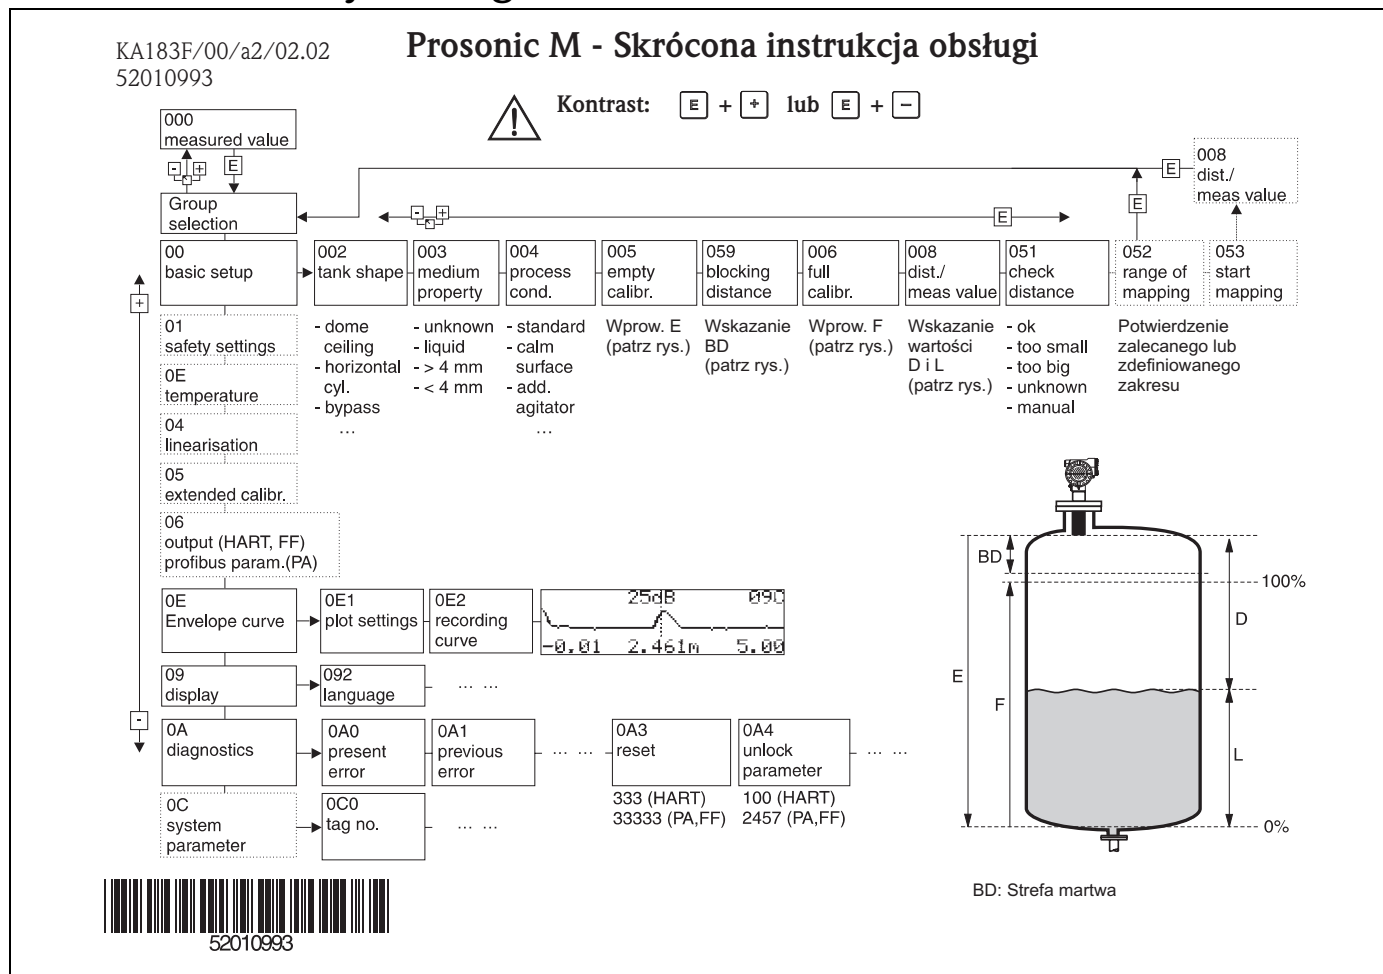 KA183F/00/a2/02.02
52010993
Prosonic M - Skrócona instrukcja obsługi
Kontrast: E + + lub E + −
000
measured value
- +
E
Group
selection
- +
E
E
E
008
dist./
meas value
00
basic setup
002
tank shape
003
medium
property
004
process
cond.
005
empty
calibr.
059
blocking
distance
006
full
calibr.
008
dist./
meas value
051
check
distance
052
range of
mapping
053
start
mapping
+
- dome
ceiling
- horizontal
cyl.
- bypass
...
- unknown
- liquid
- > 4 mm
- < 4 mm
- standard
- calm
surface
- add.
agitator
...
Wprow. E
(patrz rys.)
Wskazanie
BD
(patrz rys.)
Wprow. F
(patrz rys.)
Wskazanie
wartości
D i L
(patrz rys.)
- ok
- too small
- too big
- unknown
- manual
Potwierdzenie
zalecanego lub
zdefiniowanego
zakresu
01
safety settings
0E
temperature
04
linearisation
05
extended calibr.
06
output (HART, FF)
profibus param.(PA)
0E
Envelope curve
0E1
plot settings
0E2
recording
curve
25dB 09C
-0.01 2.461m 5.00
09
display
092
language
... ...
-
0A
diagnostics
0A0
present
error
0A1
previous
error
... ...
0A3
reset
0A4
unlock
parameter
... ...
333 (HART)
33333 (PA,FF)
100 (HART)
2457 (PA,FF)
0C
system
parameter
0C0
tag no.
... ...
BD
100%
D
E
F
L
0%
BD: Strefa martwa
52010993